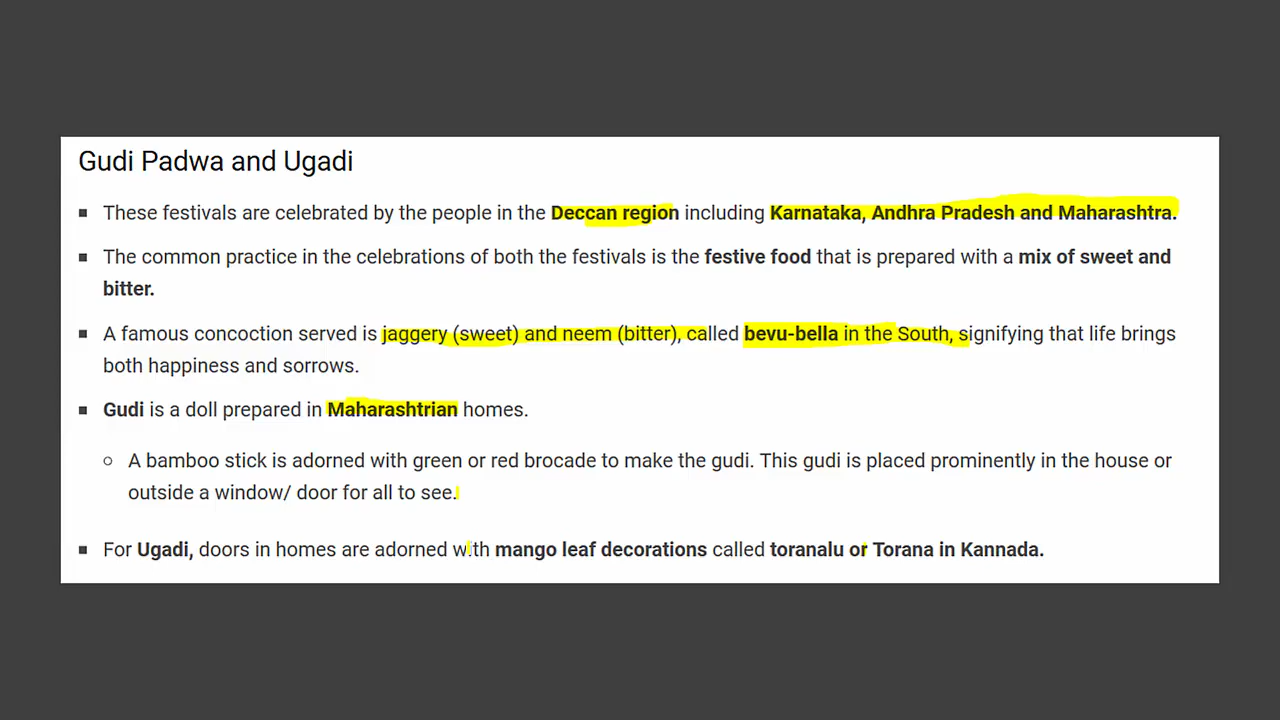 Gudi Padwa and Ugadi
▪ These festivals are celebrated by the people in the Deccan region including Karnataka, Andhra Pradesh and Maharashtra.
▪ The common practice in the celebrations of both the festivals is the festive food that is prepared with a mix of sweet and
bitter.
▪ A famous concoction served is jaggery (sweet) and neem (bitter), called bevu-bella in the South, signifying that life brings
both happiness and sorrows.
▪ Gudi is a doll prepared in Maharashtrian homes.
○ A bamboo stick is adorned with green or red brocade to make the gudi. This gudi is placed prominently in the house or
outside a window/ door for all to see.
▪ For Ugadi, doors in homes are adorned with mango leaf decorations called toranalu or Torana in Kannada.